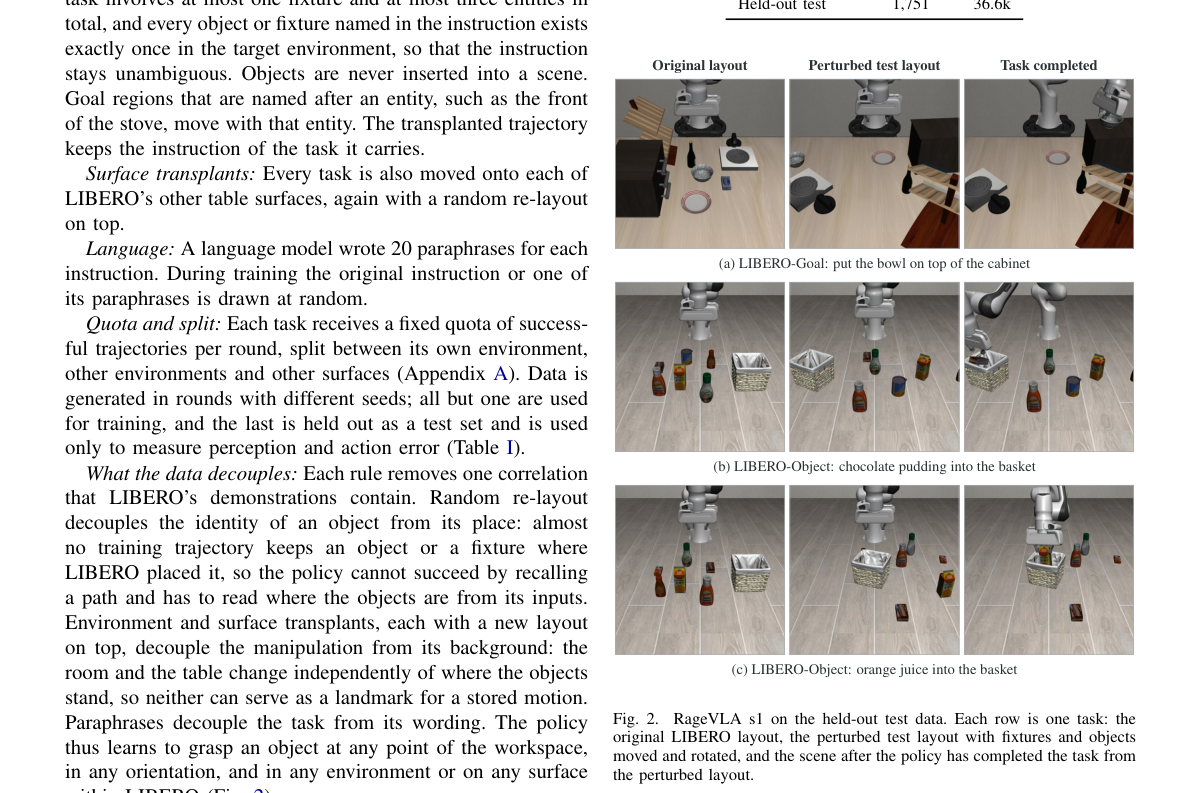 task involves at most one fixture and at most three entities in
total, and every object or fixture named in the instruction exists
exactly once in the target environment, so that the instruction
stays unambiguous. Objects are never inserted into a scene.
Goal regions that are named after an entity, such as the front
of the stove, move with that entity. The transplanted trajectory
keeps the instruction of the task it carries.
Surface transplants: Every task is also moved onto each of
LIBERO's other table surfaces, again with a random re-layout
on top.
Language: A language model wrote 20 paraphrases for each
instruction. During training the original instruction or one of
its paraphrases is drawn at random.
Quota and split: Each task receives a fixed quota of success-
ful trajectories per round, split between its own environment,
other environments and other surfaces (Appendix A). Data is
generated in rounds with different seeds; all but one are used
for training, and the last is held out as a test set and is used
only to measure perception and action error (Table I).
What the data decouples: Each rule removes one correlation
that LIBERO's demonstrations contain. Random re-layout
decouples the identity of an object from its place: almost
no training trajectory keeps an object or a fixture where
LIBERO placed it, so the policy cannot succeed by recalling
a path and has to read where the objects are from its inputs.
Environment and surface transplants, each with a new layout
on top, decouple the manipulation from its background: the
room and the table change independently of where the objects
stand, so neither can serve as a landmark for a stored motion.
Paraphrases decouple the task from its wording. The policy
thus learns to grasp an object at any point of the workspace,
in any orientation, and in any environment or on any surface
within LIBERO (Fig. 2).
Held-out test 1,751 36.6k
Original layout Perturbed test layout Task completed
(a) LIBERO-Goal: put the bowl on top of the cabinet
(b) LIBERO-Object: chocolate pudding into the basket
(c) LIBERO-Object: orange juice into the basket
Fig. 2. RageVLA s1 on the held-out test data. Each row is one task: the
original LIBERO layout, the perturbed test layout with fixtures and objects
moved and rotated, and the scene after the policy has completed the task from
the perturbed layout.